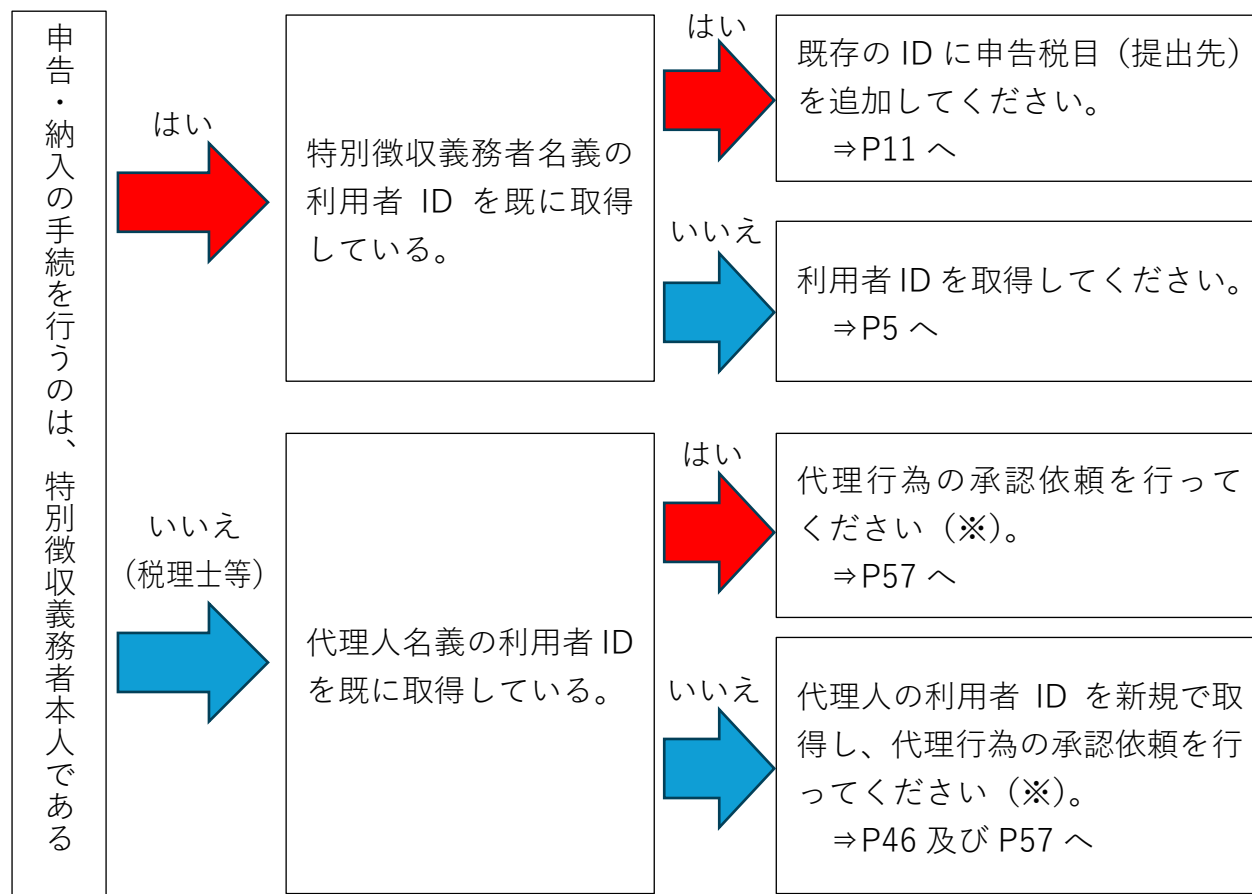 申告・納入の手続を行うのは、特別徴収義務者本人である
はい
特別徴収義務者名義の
利用者 ID を既に取得
している。
はい
既存の ID に申告税目（提出先）
を追加してください。
⇒P11 へ
いいえ
利用者 ID を取得してください。
⇒P5 へ
いいえ
（税理士等）
代理人名義の利用者 ID
を既に取得している。
はい
代理行為の承認依頼を行って
ください（※）。
⇒P57 へ
いいえ
代理人の利用者 ID を新規で取
得し、代理行為の承認依頼を行
ってください（※）。
⇒P46 及び P57 へ